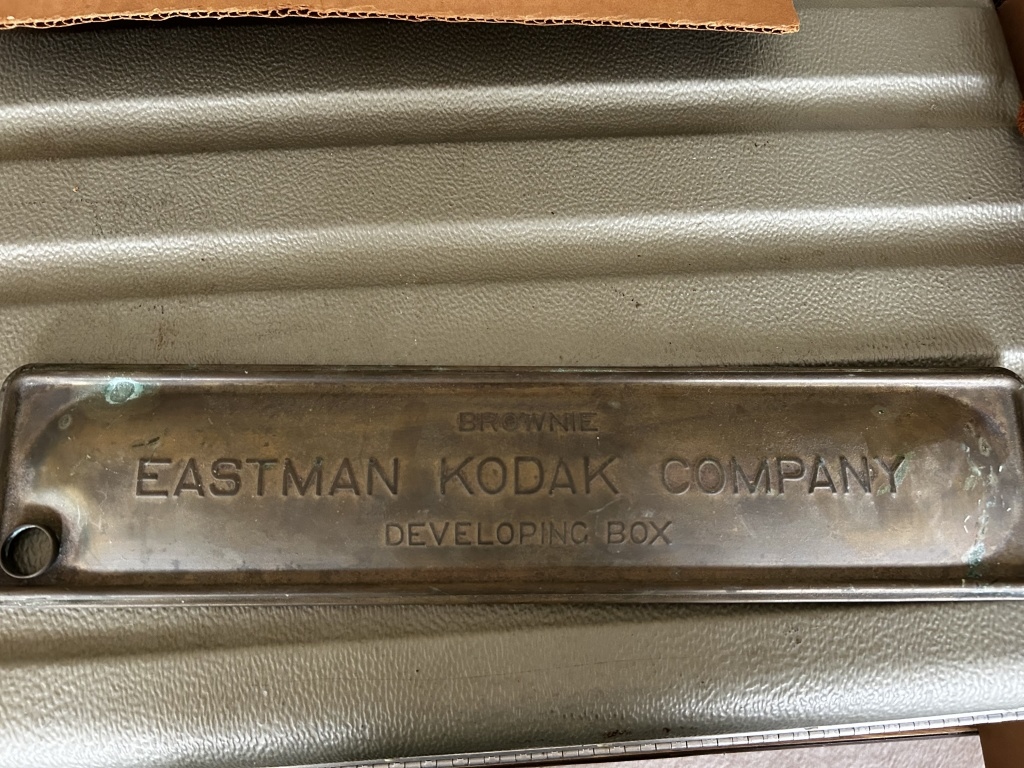 BROWNIE
EASTMAN KODAK COMPANY
DEVELOPING BOX